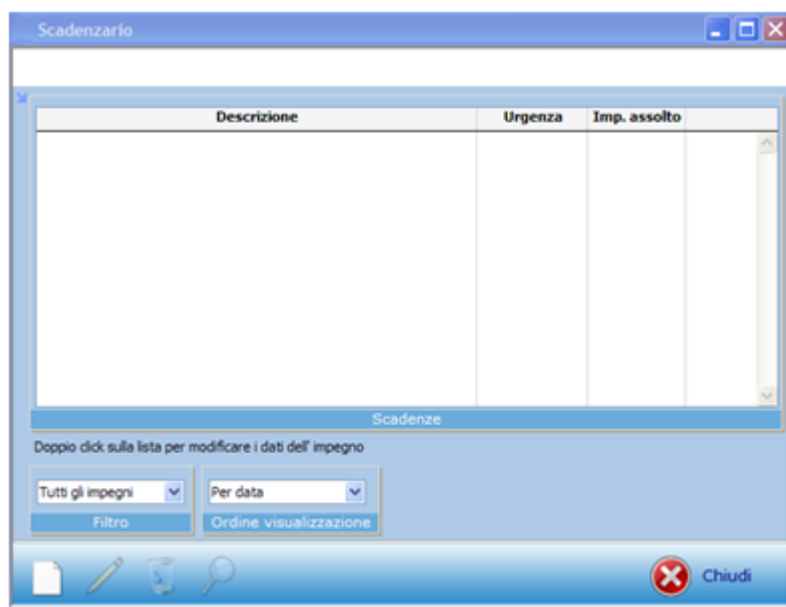 Scadenzario
Descrizione Urgenza Imp. assolto
Scadenze
Doppio click sulla lista per modificare i dati dell' impegno
Tutti gli impegni Per data
Filtro Ordine visualizzazione
Chiudi